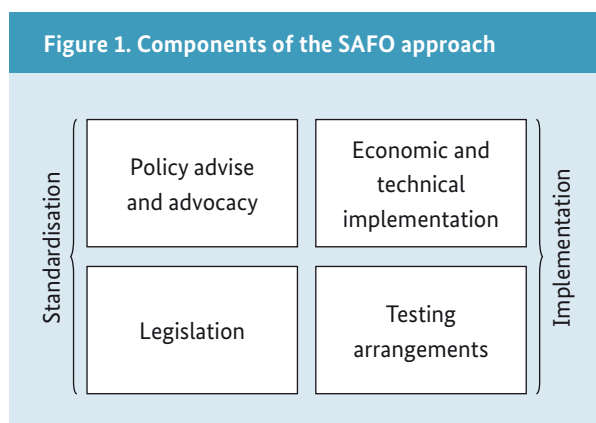 Figure 1. Components of the SAFO approach
Standardisation
Policy advise
and advocacy
Economic and
technical
implementation
Legislation
Testing
arrangements
Implementation